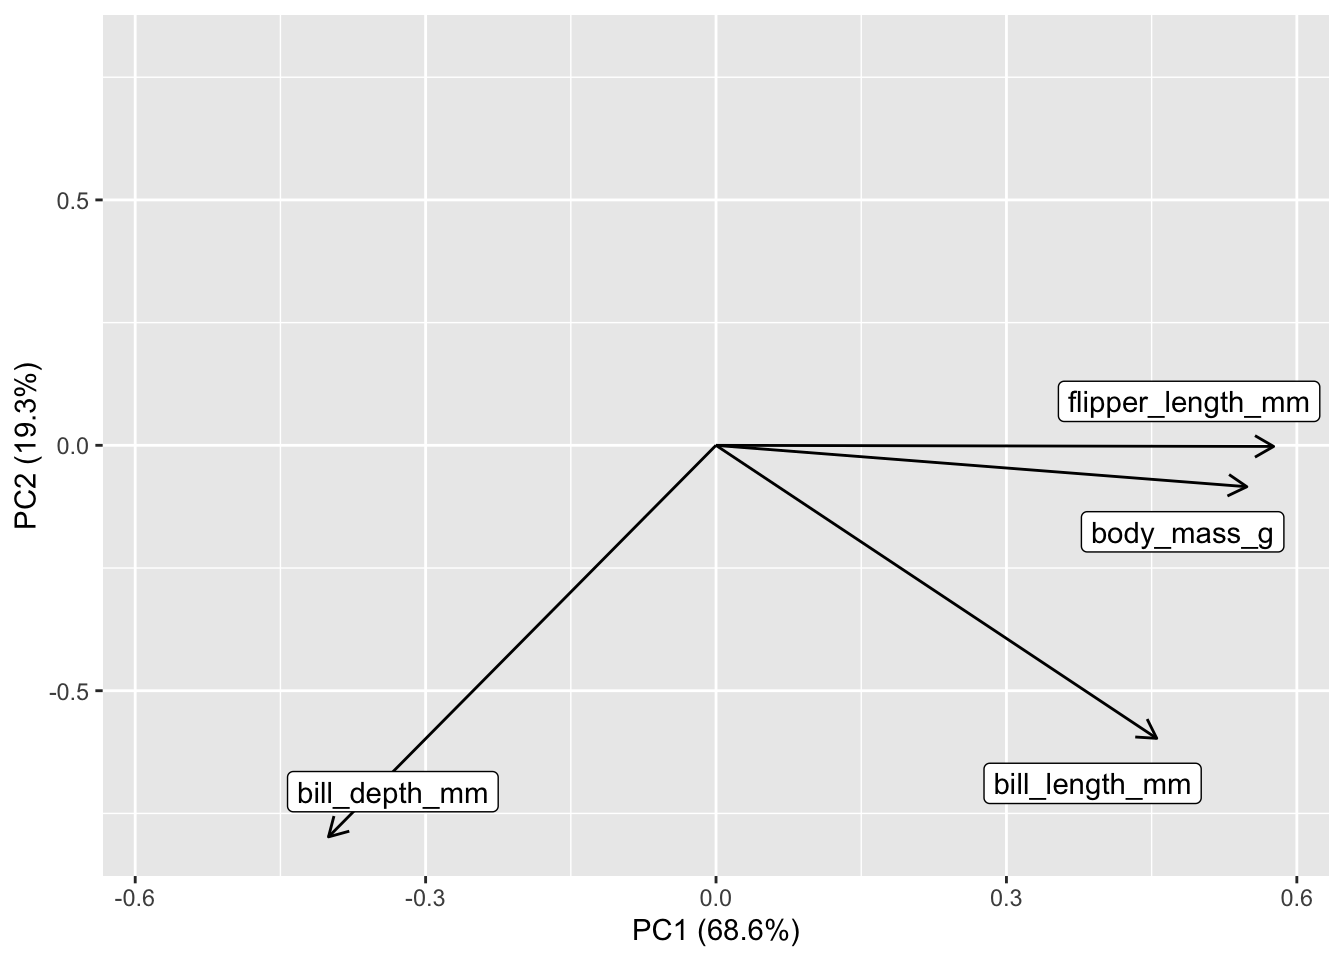 0.5
0.0
-0.5
PC2 (19.3%)
flipper_length_mm
body_mass_g
bill_depth_mm
bill_length_mm
-0.6
-0.3
0.0
0.3
0.6
PC1 (68.6%)